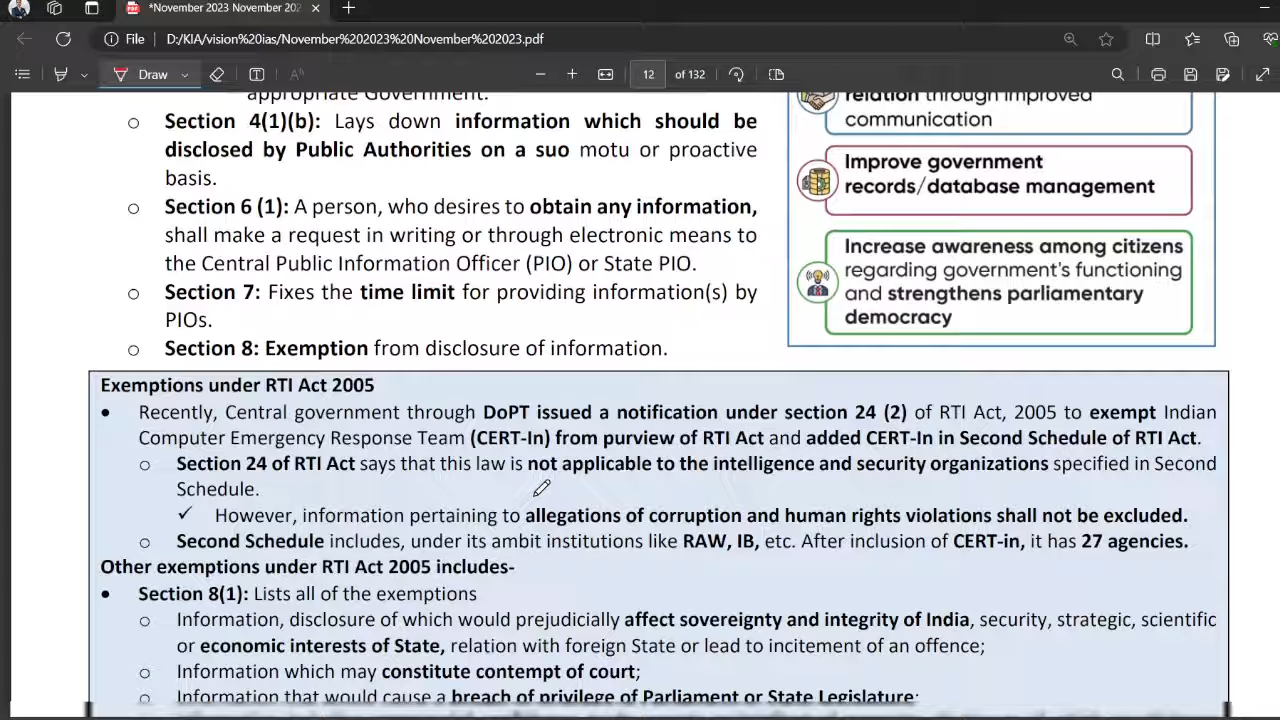 *November 2023 November 202
File
D:/KIA/vision%20ias/November%202023%20November%202023.pdf
Draw
12 of 132
appropriate Government.
Section 4(1)(b): Lays down information which should be
disclosed by Public Authorities on a suo motu or proactive
basis.
Section 6 (1): A person, who desires to obtain any information,
shall make a request in writing or through electronic means to
the Central Public Information Officer (PIO) or State PIO.
Section 7: Fixes the time limit for providing information(s) by
PIOs.
Section 8: Exemption from disclosure of information.
relation through improved
communication
Improve government
records/database management
Increase awareness among citizens
regarding government's functioning
and strengthens parliamentary
democracy
Exemptions under RTI Act 2005
Recently, Central government through DoPT issued a notification under section 24 (2) of RTI Act, 2005 to exempt Indian
Computer Emergency Response Team (CERT-In) from purview of RTI Act and added CERT-In in Second Schedule of RTI Act.
Section 24 of RTI Act says that this law is not applicable to the intelligence and security organizations specified in Second
Schedule.
However, information pertaining to allegations of corruption and human rights violations shall not be excluded.
Second Schedule includes, under its ambit institutions like RAW, IB, etc. After inclusion of CERT-in, it has 27 agencies.
Other exemptions under RTI Act 2005 includes-
Section 8(1): Lists all of the exemptions
Information, disclosure of which would prejudicially affect sovereignty and integrity of India, security, strategic, scientific
or economic interests of State, relation with foreign State or lead to incitement of an offence;
Information which may constitute contempt of court;
Information that would cause a breach of privilege of Parliament or State Legislature;